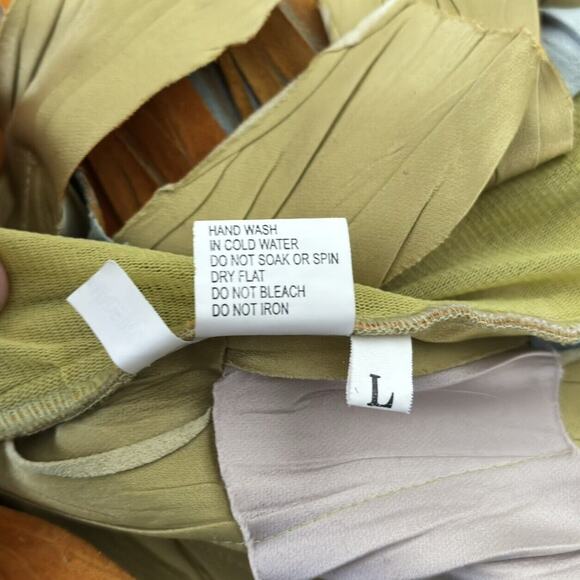 HAND WASH
IN COLD WATER
DO NOT SOAK OR SPIN
DRY FLAT
DO NOT BLEACH
DO NOT IRON
L